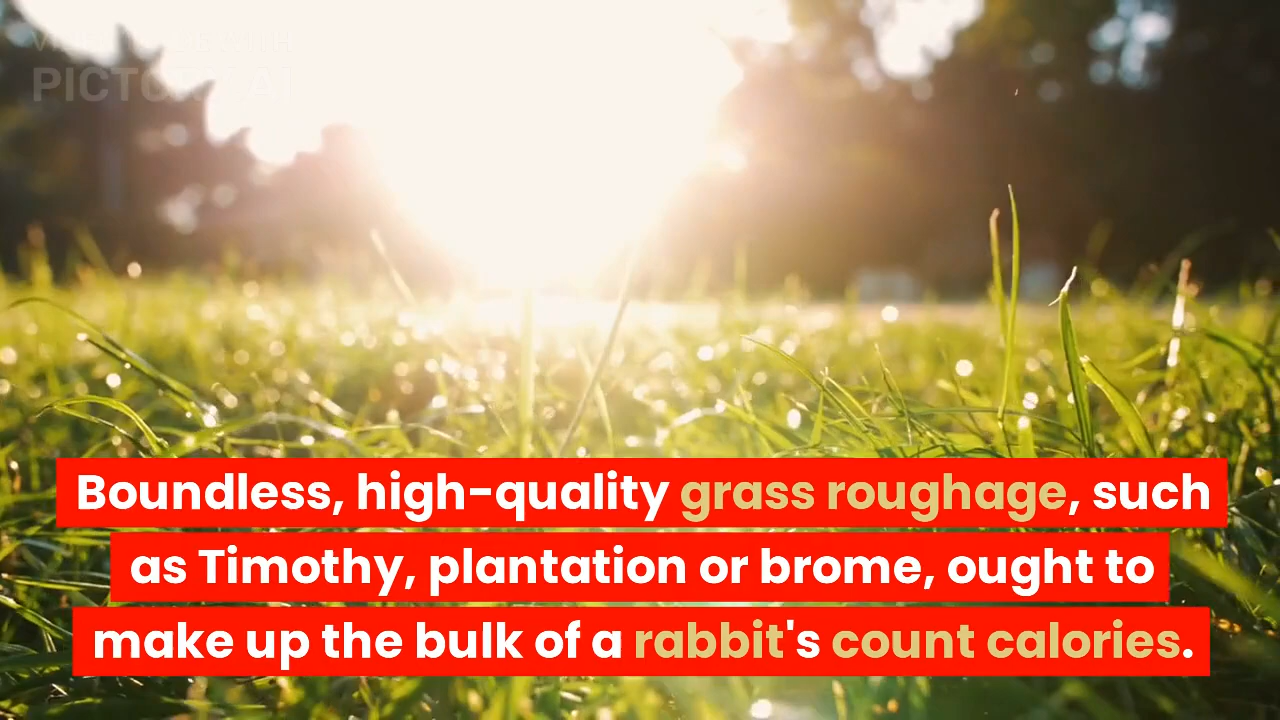 Boundless, high-quality grass roughage, such
as Timothy, plantation or brome, ought to
make up the bulk of a rabbit's count calories.